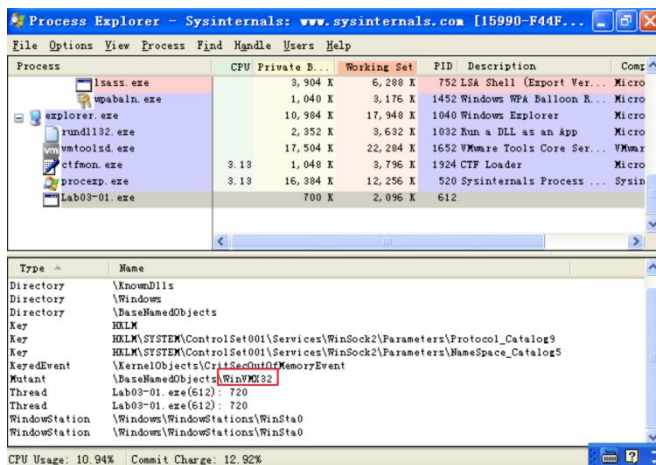 Process Explorer - Sysinternals: www.sysinternals.com [15990-F44F...
File Options View Process Find Handle Users Help
Process CPU Private B... Working Set PID Description Comp
lsass.exe 3,904 K 6,288 K 752 LSA Shell (Export Ver... Micro
wpabaln.exe 1,040 K 3,176 K 1452 Windows WPA Balloon R... Micro
explorer.exe 10,984 K 17,948 K 1040 Windows Explorer Micro
rundll32.exe 2,352 K 3,632 K 1032 Run a DLL as an App Micro
vmtoolsd.exe 17,504 K 22,284 K 1652 VMware Tools Core Ser... VMwar
ctfmon.exe 3.13 1,048 K 3,796 K 1924 CTF Loader Micro
procexp.exe 3.13 16,384 K 12,256 K 520 Sysinternals Process ... Sysin
Lab03-01.exe 700 K 2,096 K 612
Type Name
Directory \KnownDlls
Directory \Windows
Directory \BaseNamedObjects
Key HKLM
Key HKLM\SYSTEM\ControlSet001\Services\WinSock2\Parameters\Protocol_Catalog9
Key HKLM\SYSTEM\ControlSet001\Services\WinSock2\Parameters\NameSpace_Catalog5
KeyedEvent \KernelObjects\CritSecOutOfMemoryEvent
Mutant \BaseNamedObjects\WinVMX32
Thread Lab03-01.exe(612): 720
Thread Lab03-01.exe(612): 720
WindowStation \Windows\WindowStations\WinSta0
WindowStation \Windows\WindowStations\WinSta0
CPU Usage: 10.94% Commit Charge: 12.92%